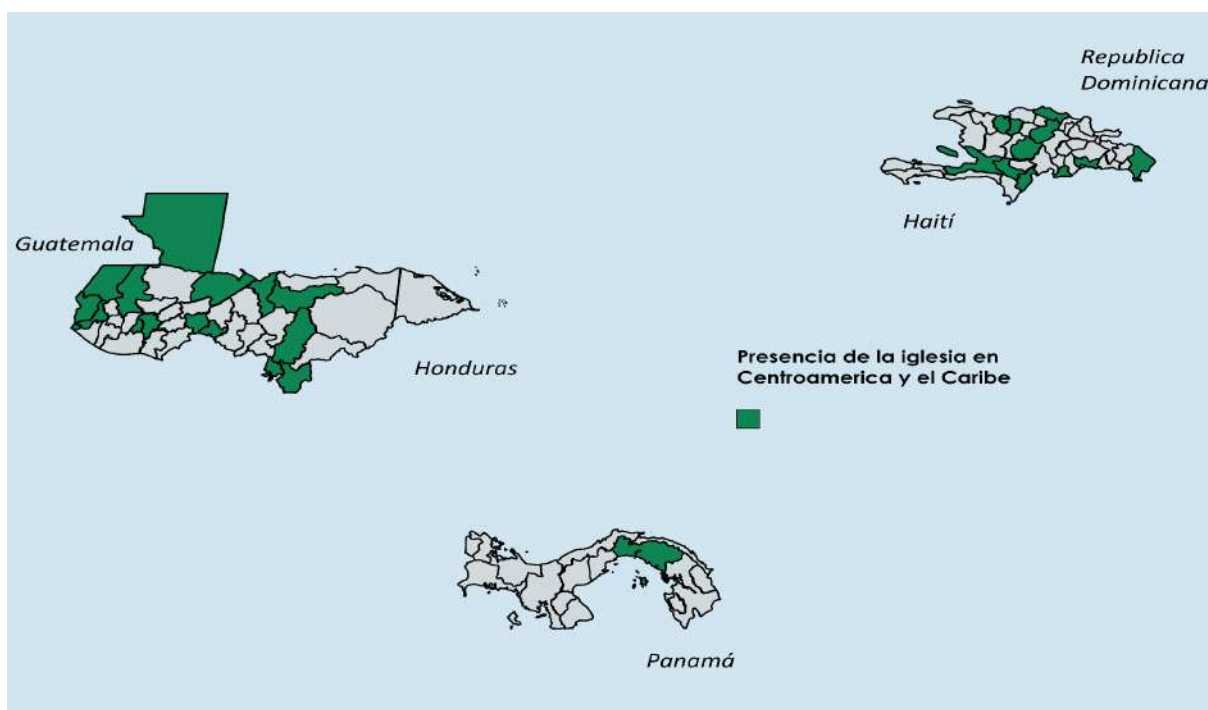 Republica
Dominicana
Haití
Guatemala
Honduras
Presencia de la iglesia en
Centroamerica y el Caribe
Panamá